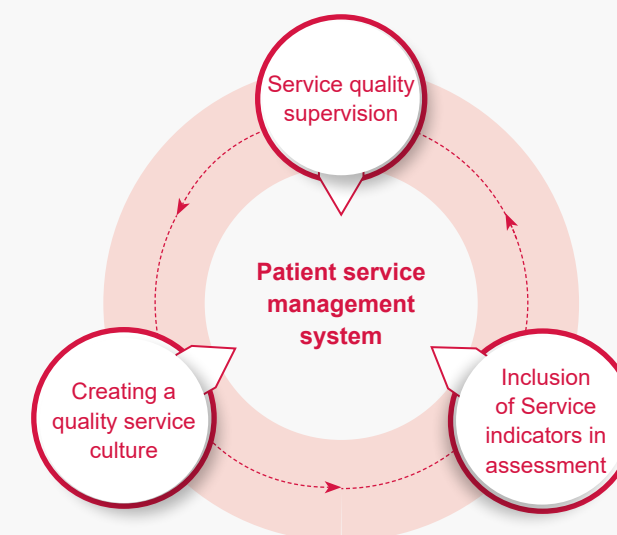 Service quality
supervision
Patient service
management
system
Creating a
quality service
culture
Inclusion
of Service
indicators in
assessment